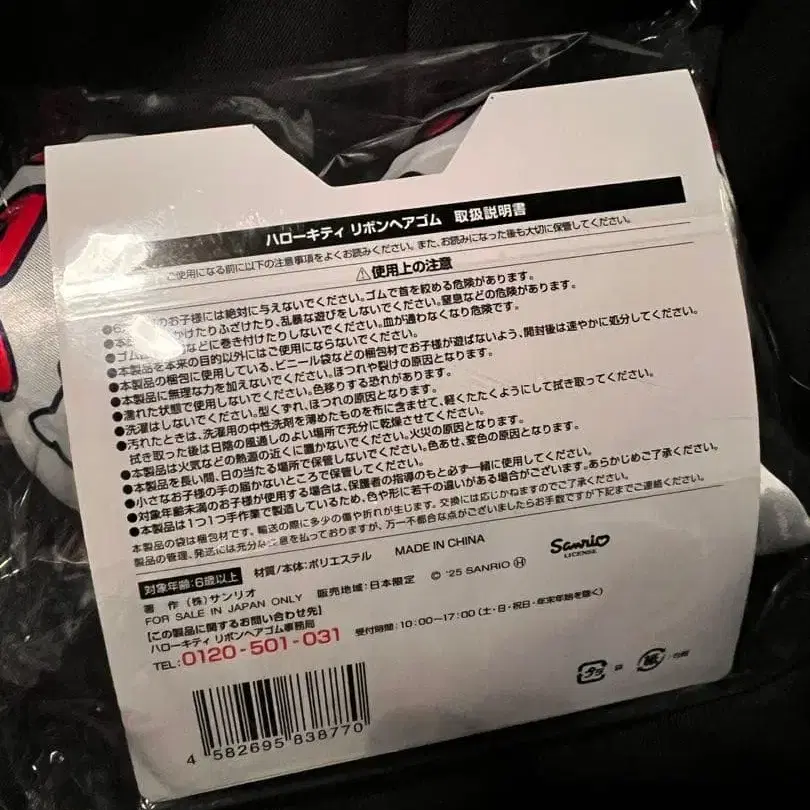 ハローキティ リボンヘアゴム 取扱説明書
ご使用になる前に以下の注意事項をよくお読みください。また、お読みになった後も大切に保管してください。
⚠使用上の注意
●6 のお子様には絶対に与えないでください。ゴムで首を絞める危険があります。
●本 かけたりふざけたり、乱暴な遊びをしないでください。窒息などの危険があります。
●ゴム などに巻き付けたりしないでください。血が通わなくなり危険です。
●本製品を本来の目的以外にはご使用にならないでください。
●本製品の梱包に使用している、ビニール袋などの梱包材でお子様が遊ばないよう、開封後は速やかに処分してください。
●本製品に無理な力を加えないでください。ほつれや裂けの原因となります。
●濡れた状態で使用しないでください。色移りする恐れがあります。
●洗濯はしないでください。型くずれ、ほつれの原因となります。
●汚れたときは、洗濯用の中性洗剤を薄めたものを布に含ませて、軽くたたくようにして拭き取ってください。
拭き取った後は日陰の風通しのよい場所で充分に乾燥させてください。
●本製品は火気などの熱源の近くに置かないでください。火災の原因となります。
●本製品を長い間、日の当たる場所で保管しないでください。色あせ、変色の原因となります。
●小さなお子様の手の届かないところで保管してください。
●対象年齢未満のお子様が使用する場合は、保護者の指導のもと必ず一緒に使用してください。
●本製品は1つ1つ手作業で製造しているため、色や形に若干の違いがある場合がございます。あらかじめご了承ください。
本製品の袋は梱包材です。輸送の際に多少の傷や折れが生じます。交換には応じかねますのでご了承ください。
製品の管理、発送には充分な注意を払っておりますが、万一不都合な点がございましたらお手数ですが下記までご連絡ください。
対象年齢:6歳以上 材質/本体:ポリエステル MADE IN CHINA
Sanrio
LICENSE
著 作 (株)サンリオ 販売地域:日本限定 © '25 SANRIO Ⓗ
FOR SALE IN JAPAN ONLY
【この製品に関するお問い合わせ先】
ハローキティ リボンヘアゴム事務局
TEL:0120-501-031 受付時間:10:00~17:00(土・日・祝日・年末年始を除く)
プラ 袋 紙 台紙
4 582695 838770